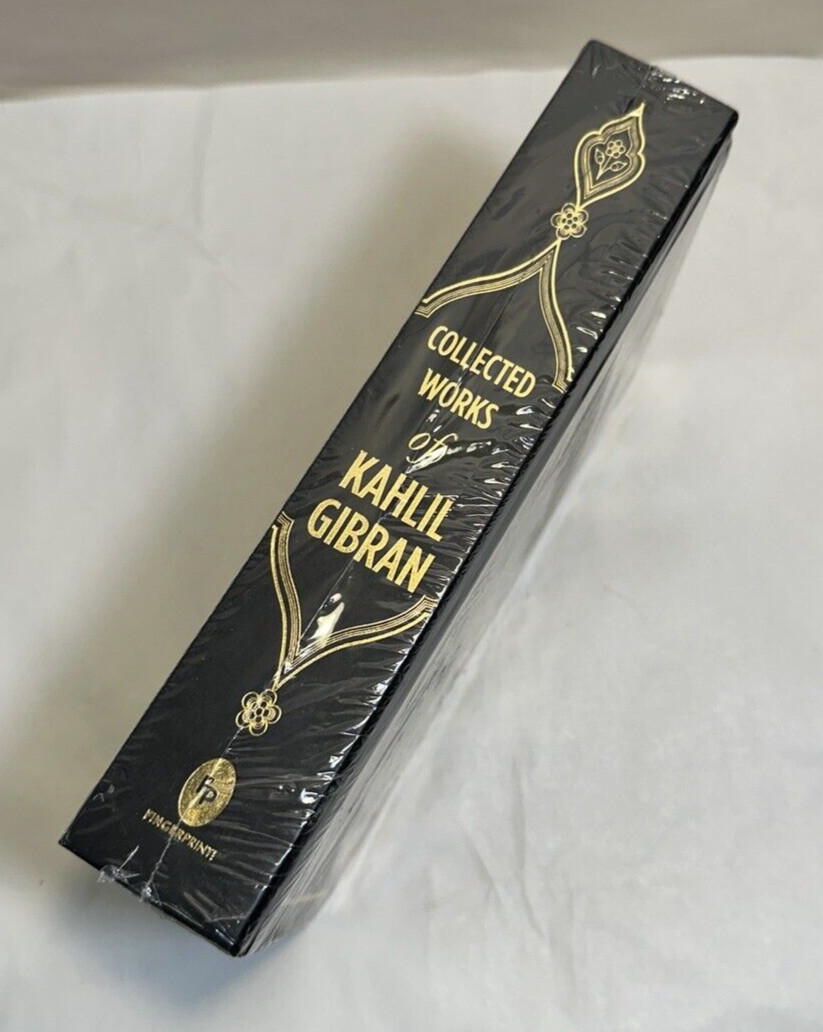 COLLECTED
WORKS
of
KAHLIL
GIBRAN
FP
FINGERPRINT!